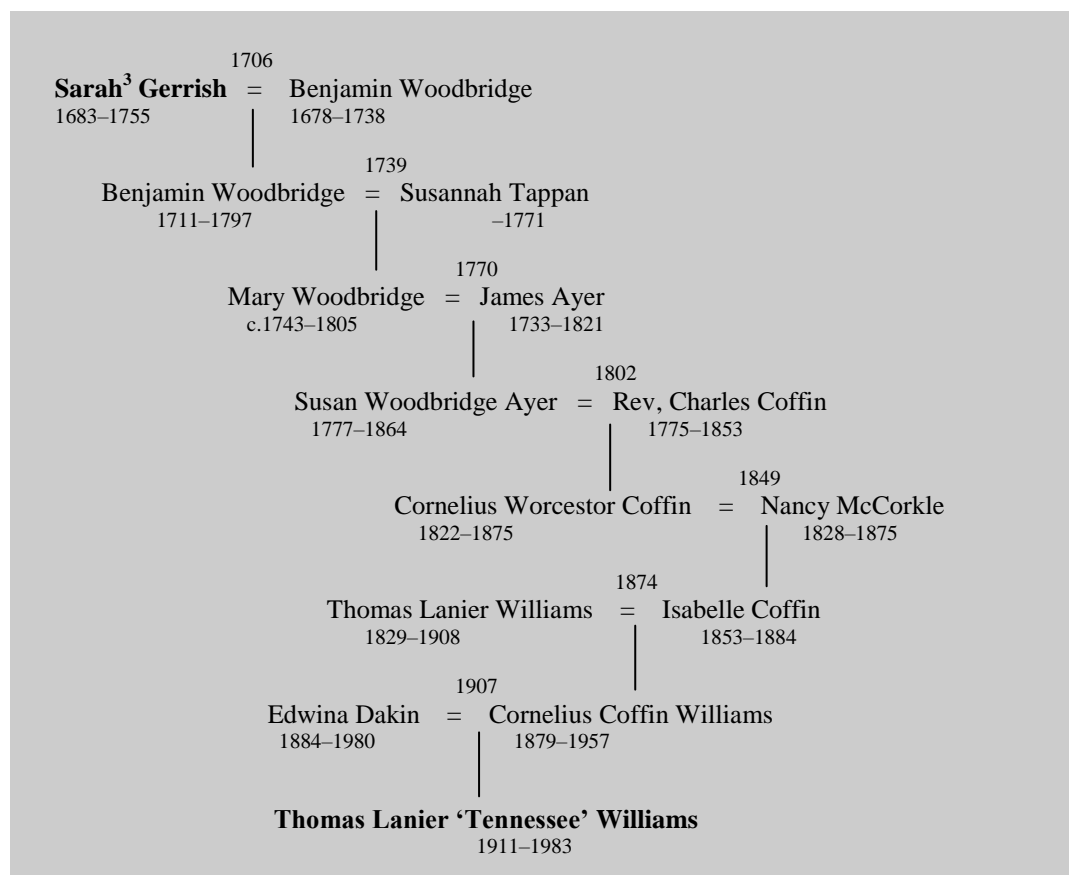 1706
Sarah³ Gerrish = Benjamin Woodbridge
1683–1755 1678–1738
1739
Benjamin Woodbridge = Susannah Tappan
1711–1797 –1771
1770
Mary Woodbridge = James Ayer
c.1743–1805 1733–1821
1802
Susan Woodbridge Ayer = Rev, Charles Coffin
1777–1864 1775–1853
1849
Cornelius Worcestor Coffin = Nancy McCorkle
1822–1875 1828–1875
1874
Thomas Lanier Williams = Isabelle Coffin
1829–1908 1853–1884
1907
Edwina Dakin = Cornelius Coffin Williams
1884–1980 1879–1957
Thomas Lanier ‘Tennessee’ Williams
1911–1983